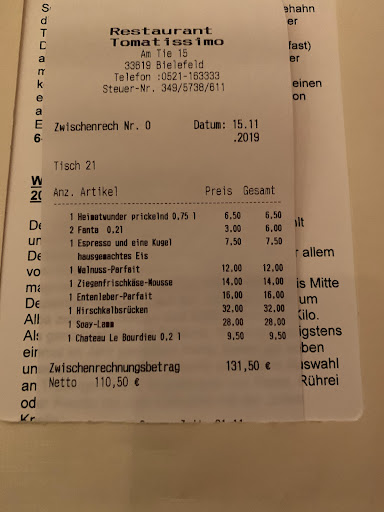 Restaurant
Tomatissimo
Am Tie 15
33619 Bielefeld
Telefon :0521-163333
Steuer-Nr. 349/5738/611
Zwischenrech Nr. 0 Datum: 15.11
.2019
Tisch 21
Anz. Artikel Preis Gesamt
1 Heimatwunder prickelnd 0,75 l 6,50 6,50
2 Fanta 0,2l 3,00 6,00
1 Espresso und eine Kugel 7,50 7,50
hausgemachtes Eis
1 Walnuss-Parfait 12,00 12,00
1 Ziegenfrischkäse-Mousse 14,00 14,00
1 Entenleber-Parfait 16,00 16,00
1 Hirschkalbsrücken 32,00 32,00
1 Soay-Lamm 28,00 28,00
1 Chateau Le Bourdieu 0,2 l 9,50 9,50
Zwischenrechnungsbetrag 131,50 €
Netto 110,50 €
allem
Mitte
um
Kilo.
Rührei